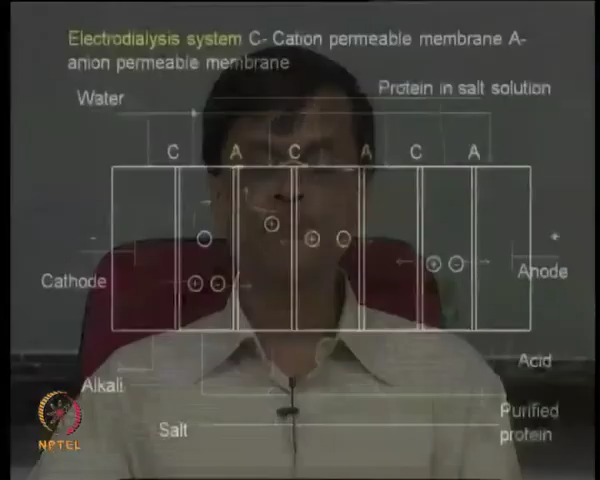 Electrodialysis system C- Cation permeable membrane A-
anion permeable membrane
Water
Protein in salt solution
C A C A C A
- +
Cathode
Anode
Acid
Alkali
Purified
protein
Salt
NPTEL